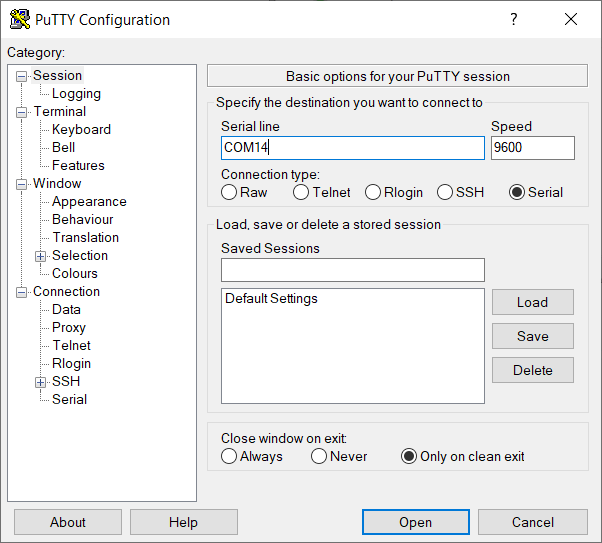 PuTTY Configuration
?
Category:
Session
Logging
Terminal
Keyboard
Bell
Features
Window
Appearance
Behaviour
Translation
Selection
Colours
Connection
Data
Proxy
Telnet
Rlogin
SSH
Serial
Basic options for your PuTTY session
Specify the destination you want to connect to
Serial line Speed
COM14 9600
Connection type:
Raw Telnet Rlogin SSH Serial
Load, save or delete a stored session
Saved Sessions
Default Settings
Load
Save
Delete
Close window on exit:
Always Never Only on clean exit
About Help Open Cancel